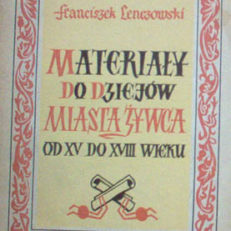 Franciszek Lenczowski
MATERIAŁY
DO DZIEJÓW
MIASTA ŻYWCA
OD XV DO XVIII WIEKU